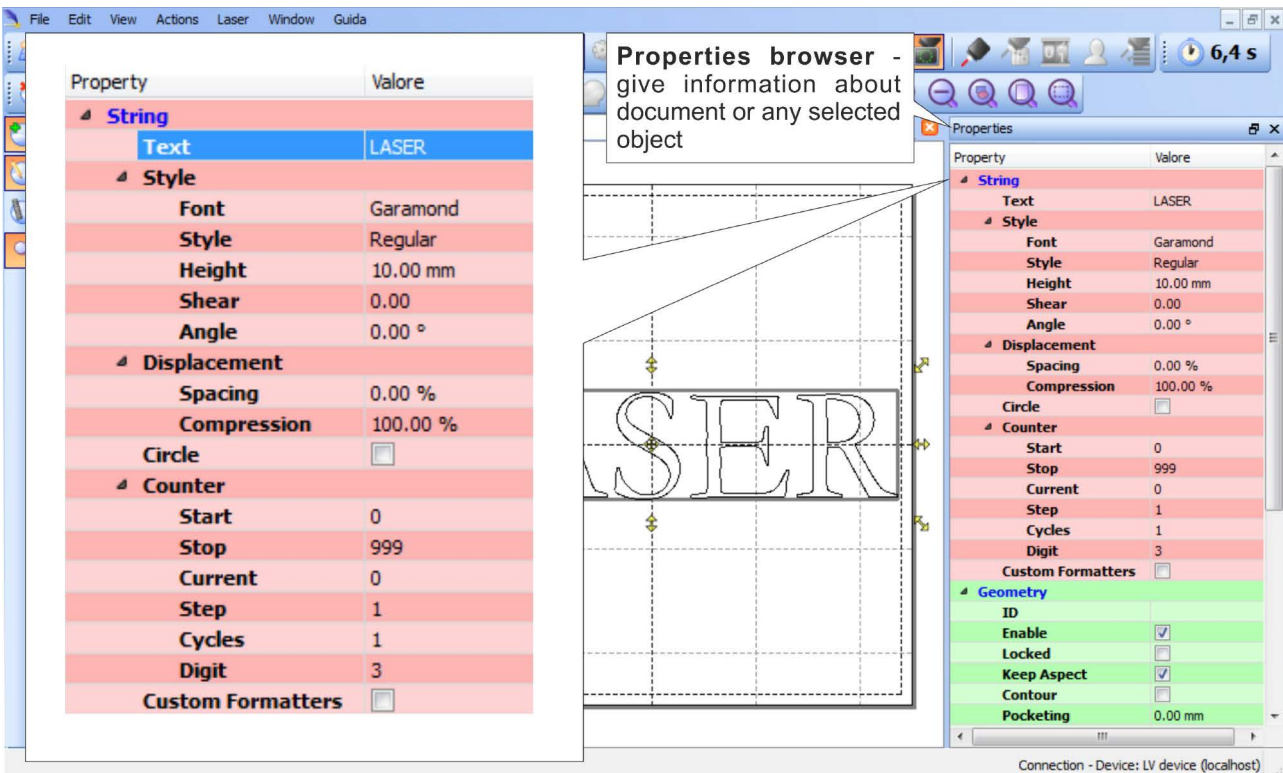 File Edit View Actions Laser Window Guida
6,4 s
Properties browser -
give information about
document or any selected
object
Property Valore
String
Text LASER
Style
Font Garamond
Style Regular
Height 10.00 mm
Shear 0.00
Angle 0.00 °
Displacement
Spacing 0.00 %
Compression 100.00 %
Circle
Counter
Start 0
Stop 999
Current 0
Step 1
Cycles 1
Digit 3
Custom Formatters
ASER
Properties
Property Valore
String
Text LASER
Style
Font Garamond
Style Regular
Height 10.00 mm
Shear 0.00
Angle 0.00 °
Displacement
Spacing 0.00 %
Compression 100.00 %
Circle
Counter
Start 0
Stop 999
Current 0
Step 1
Cycles 1
Digit 3
Custom Formatters
Geometry
ID
Enable
Locked
Keep Aspect
Contour
Pocketing 0.00 mm
Connection - Device: LV device (localhost)